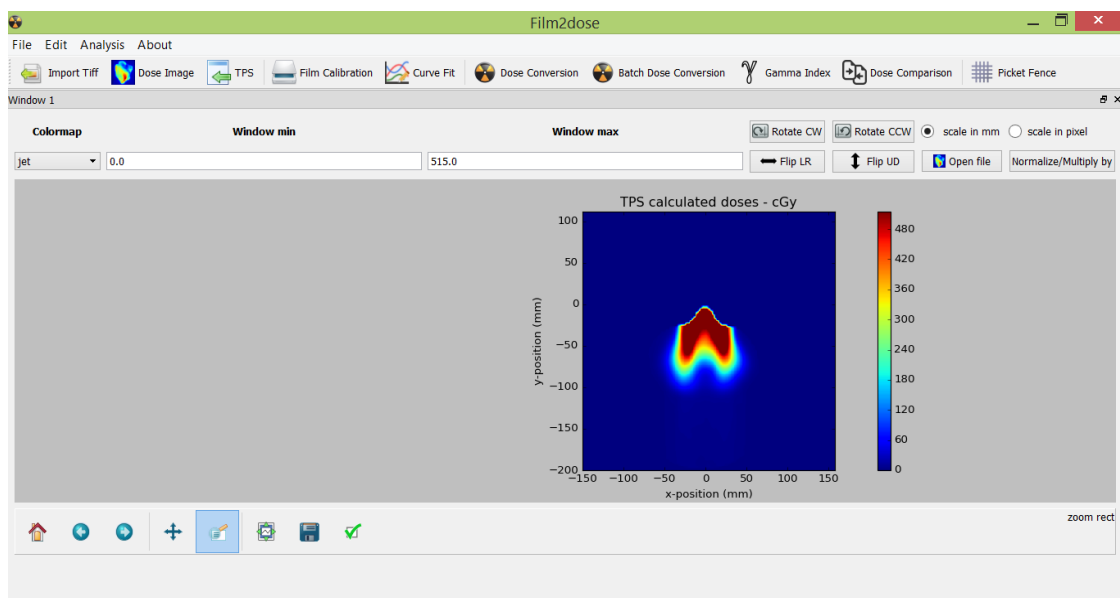 Film2dose
File Edit Analysis About
Import Tiff Dose Image TPS Film Calibration Curve Fit Dose Conversion Batch Dose Conversion γ Gamma Index Dose Comparison Picket Fence
Window 1
Colormap Window min Window max Rotate CW Rotate CCW scale in mm scale in pixel
jet 0.0 515.0 Flip LR Flip UD Open file Normalize/Multiply by
TPS calculated doses - cGy
100
50
0
−50
−100
−150
−200
y-position (mm)
−150 −100 −50 0 50 100 150
x-position (mm)
480
420
360
300
240
180
120
60
0
zoom rect